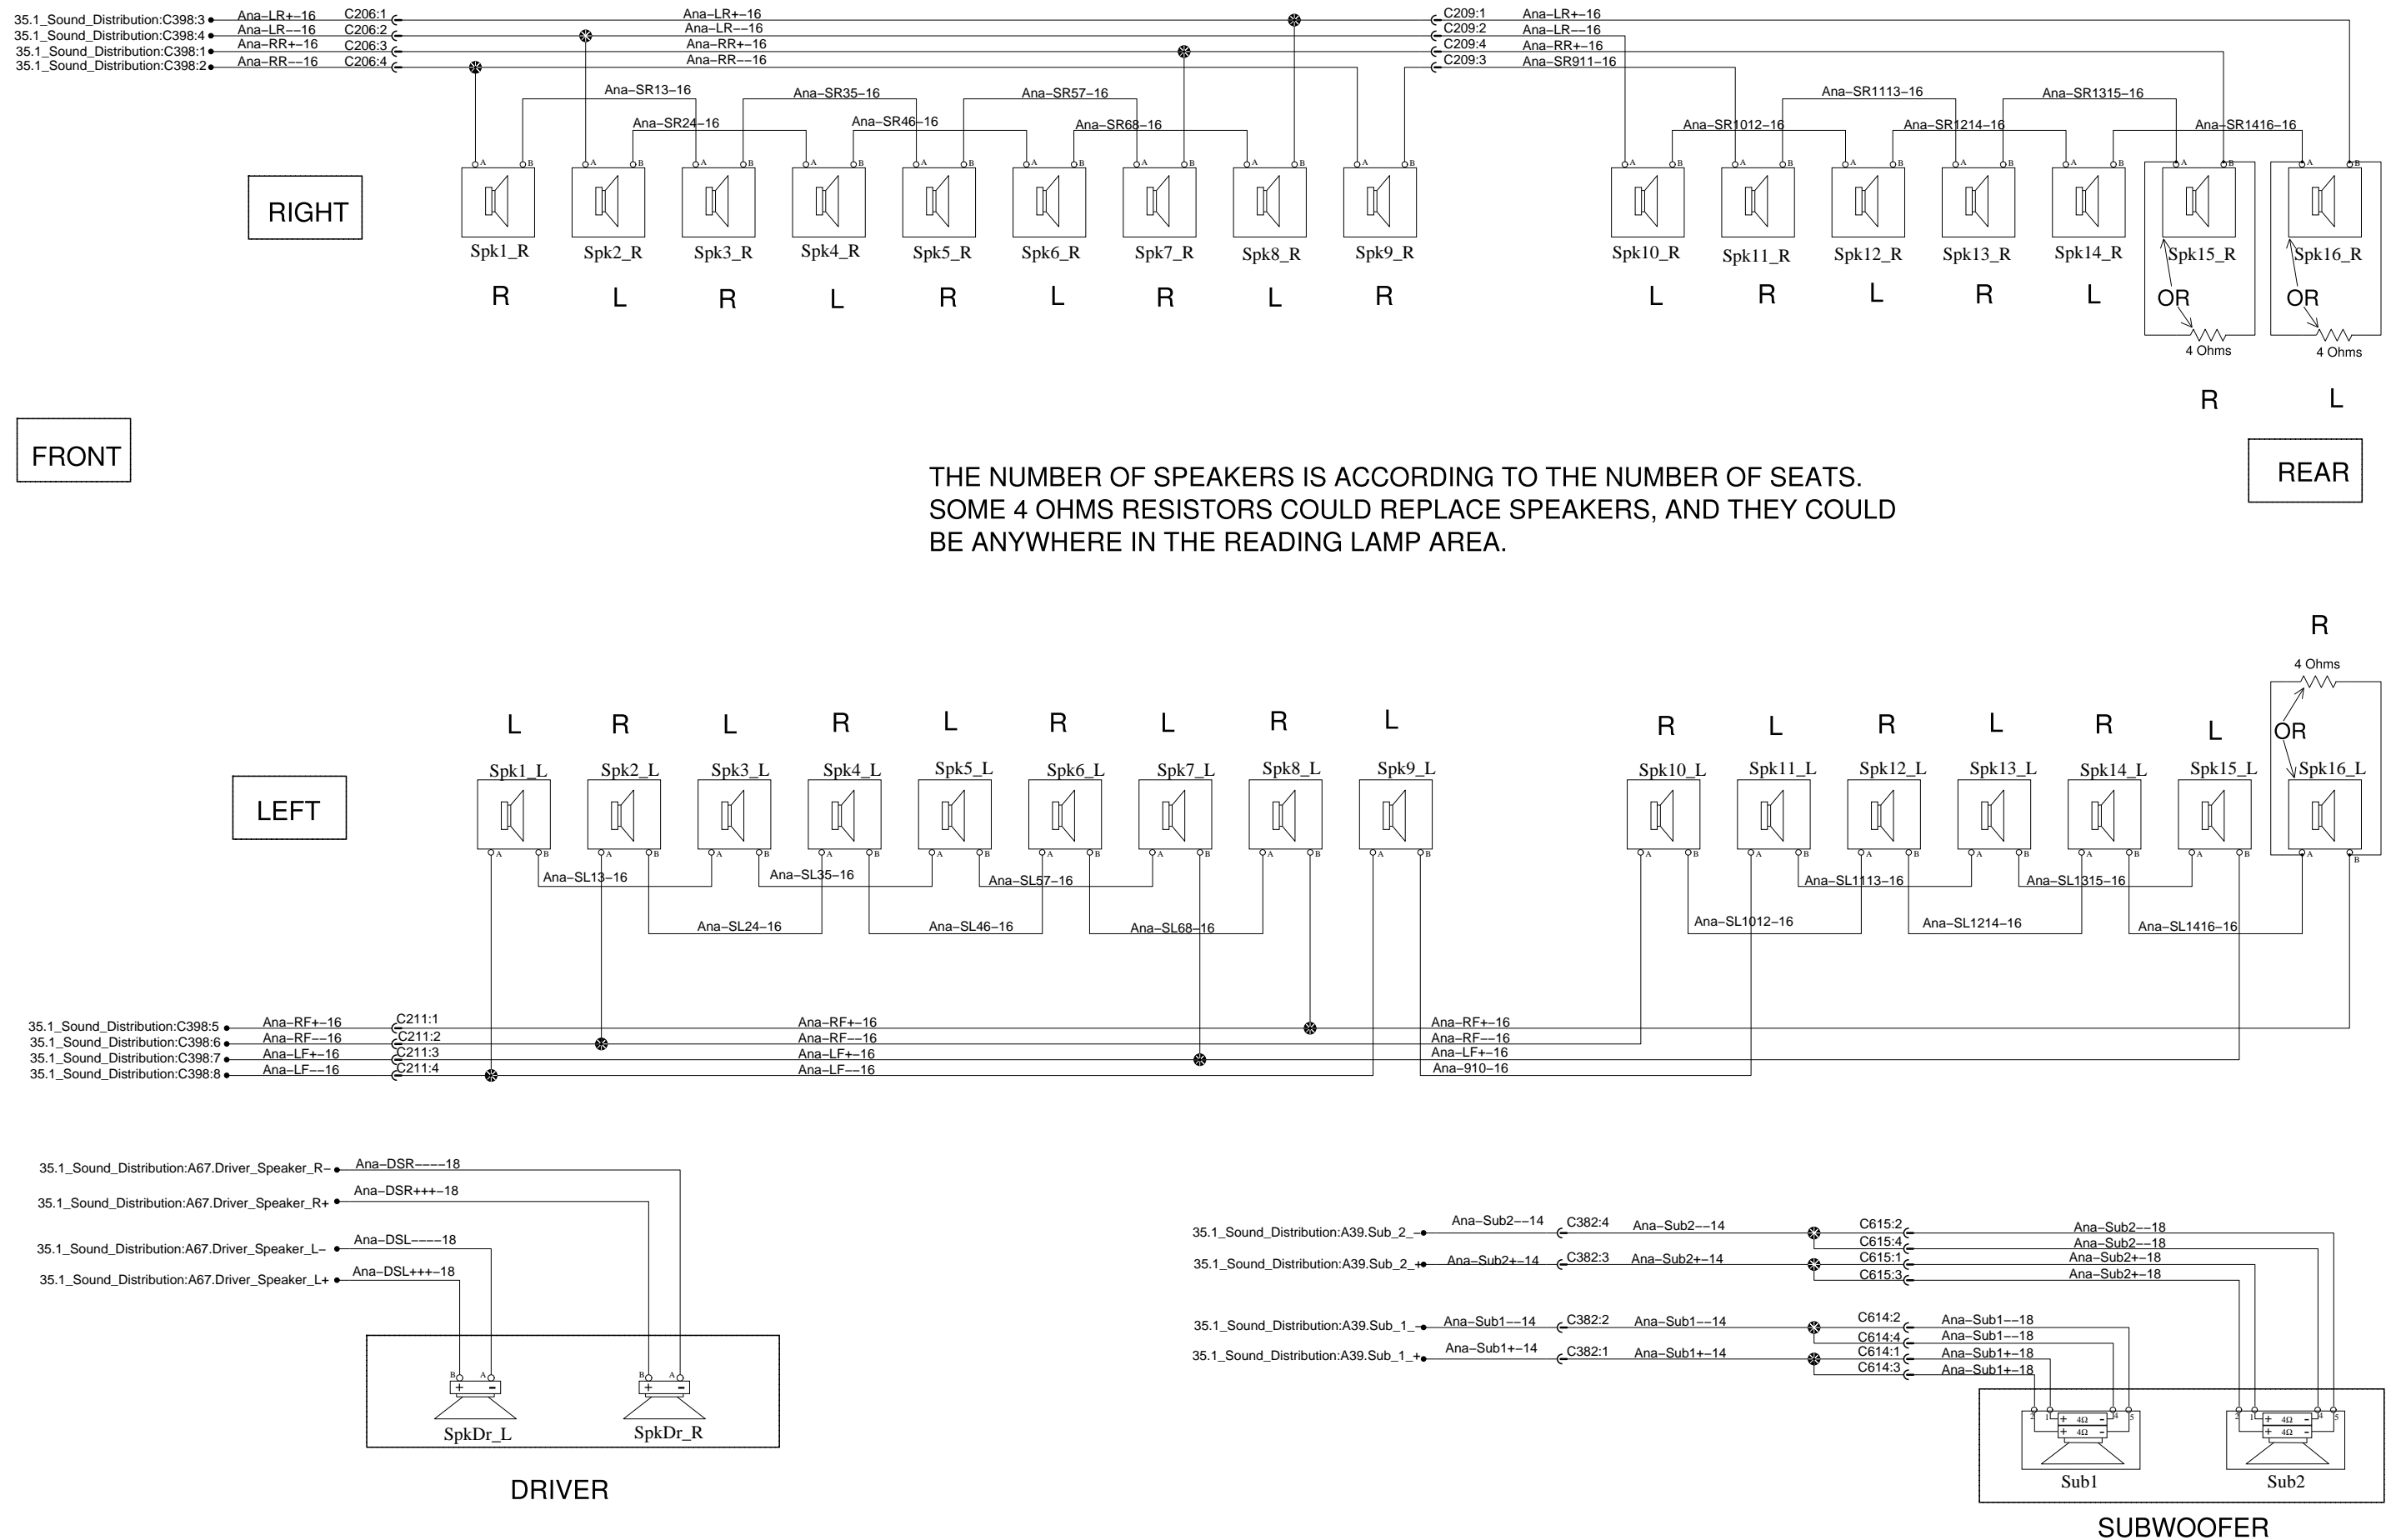 35.1_Sound_Distribution:C398:3 Ana–LR+–16 C206:1 Ana–LR+–16 C209:1 Ana–LR+–16
35.1_Sound_Distribution:C398:4 Ana–LR––16 C206:2 Ana–LR––16 C209:2 Ana–LR––16
35.1_Sound_Distribution:C398:1 Ana–RR+–16 C206:3 Ana–RR+–16 C209:4 Ana–RR+–16
35.1_Sound_Distribution:C398:2 Ana–RR––16 C206:4 Ana–RR––16 C209:3 Ana–SR911–16
Ana–SR13–16 Ana–SR35–16 Ana–SR57–16 Ana–SR1113–16 Ana–SR1315–16
Ana–SR24–16 Ana–SR46–16 Ana–SR68–16 Ana–SR1012–16 Ana–SR1214–16 Ana–SR1416–16
A B A B A B A B A B A B A B A B A B A B A B A B A B A B A B A B
RIGHT
Spk1_R Spk2_R Spk3_R Spk4_R Spk5_R Spk6_R Spk7_R Spk8_R Spk9_R Spk10_R Spk11_R Spk12_R Spk13_R Spk14_R Spk15_R Spk16_R
R L R L R L R L R L R L R L OR OR
4 Ohms 4 Ohms
R L
FRONT
REAR
THE NUMBER OF SPEAKERS IS ACCORDING TO THE NUMBER OF SEATS.
SOME 4 OHMS RESISTORS COULD REPLACE SPEAKERS, AND THEY COULD
BE ANYWHERE IN THE READING LAMP AREA.
R
4 Ohms
L R L R L R L R L R L R L R L OR
Spk1_L Spk2_L Spk3_L Spk4_L Spk5_L Spk6_L Spk7_L Spk8_L Spk9_L Spk10_L Spk11_L Spk12_L Spk13_L Spk14_L Spk15_L Spk16_L
LEFT
A B A B A B A B A B A B A B A B A B A B A B A B A B A B A B A B
Ana–SL13–16 Ana–SL35–16 Ana–SL57–16 Ana–SL1113–16 Ana–SL1315–16
Ana–SL24–16 Ana–SL46–16 Ana–SL68–16 Ana–SL1012–16 Ana–SL1214–16 Ana–SL1416–16
35.1_Sound_Distribution:C398:5 Ana–RF+–16 C211:1 Ana–RF+–16 Ana–RF+–16
35.1_Sound_Distribution:C398:6 Ana–RF––16 C211:2 Ana–RF––16 Ana–RF––16
35.1_Sound_Distribution:C398:7 Ana–LF+–16 C211:3 Ana–LF+–16 Ana–LF+–16
35.1_Sound_Distribution:C398:8 Ana–LF––16 C211:4 Ana–LF––16 Ana–910–16
35.1_Sound_Distribution:A67.Driver_Speaker_R– Ana–DSR––––18
35.1_Sound_Distribution:A67.Driver_Speaker_R+ Ana–DSR+++–18
35.1_Sound_Distribution:A67.Driver_Speaker_L– Ana–DSL––––18
35.1_Sound_Distribution:A67.Driver_Speaker_L+ Ana–DSL+++–18
B A B A
+ - + -
SpkDr_L SpkDr_R
DRIVER
35.1_Sound_Distribution:A39.Sub_2_– Ana–Sub2––14 C382:4 Ana–Sub2––14 C615:2 Ana–Sub2––18
C615:4 Ana–Sub2––18
35.1_Sound_Distribution:A39.Sub_2_+ Ana–Sub2+–14 C382:3 Ana–Sub2+–14 C615:1 Ana–Sub2+–18
C615:3 Ana–Sub2+–18
35.1_Sound_Distribution:A39.Sub_1_– Ana–Sub1––14 C382:2 Ana–Sub1––14 C614:2 Ana–Sub1––18
C614:4 Ana–Sub1––18
35.1_Sound_Distribution:A39.Sub_1_+ Ana–Sub1+–14 C382:1 Ana–Sub1+–14 C614:1 Ana–Sub1+–18
C614:3 Ana–Sub1+–18
2 1 + 4Ω - 4 5 2 1 + 4Ω - 4 5
+ 4Ω - + 4Ω -
Sub1 Sub2
SUBWOOFER